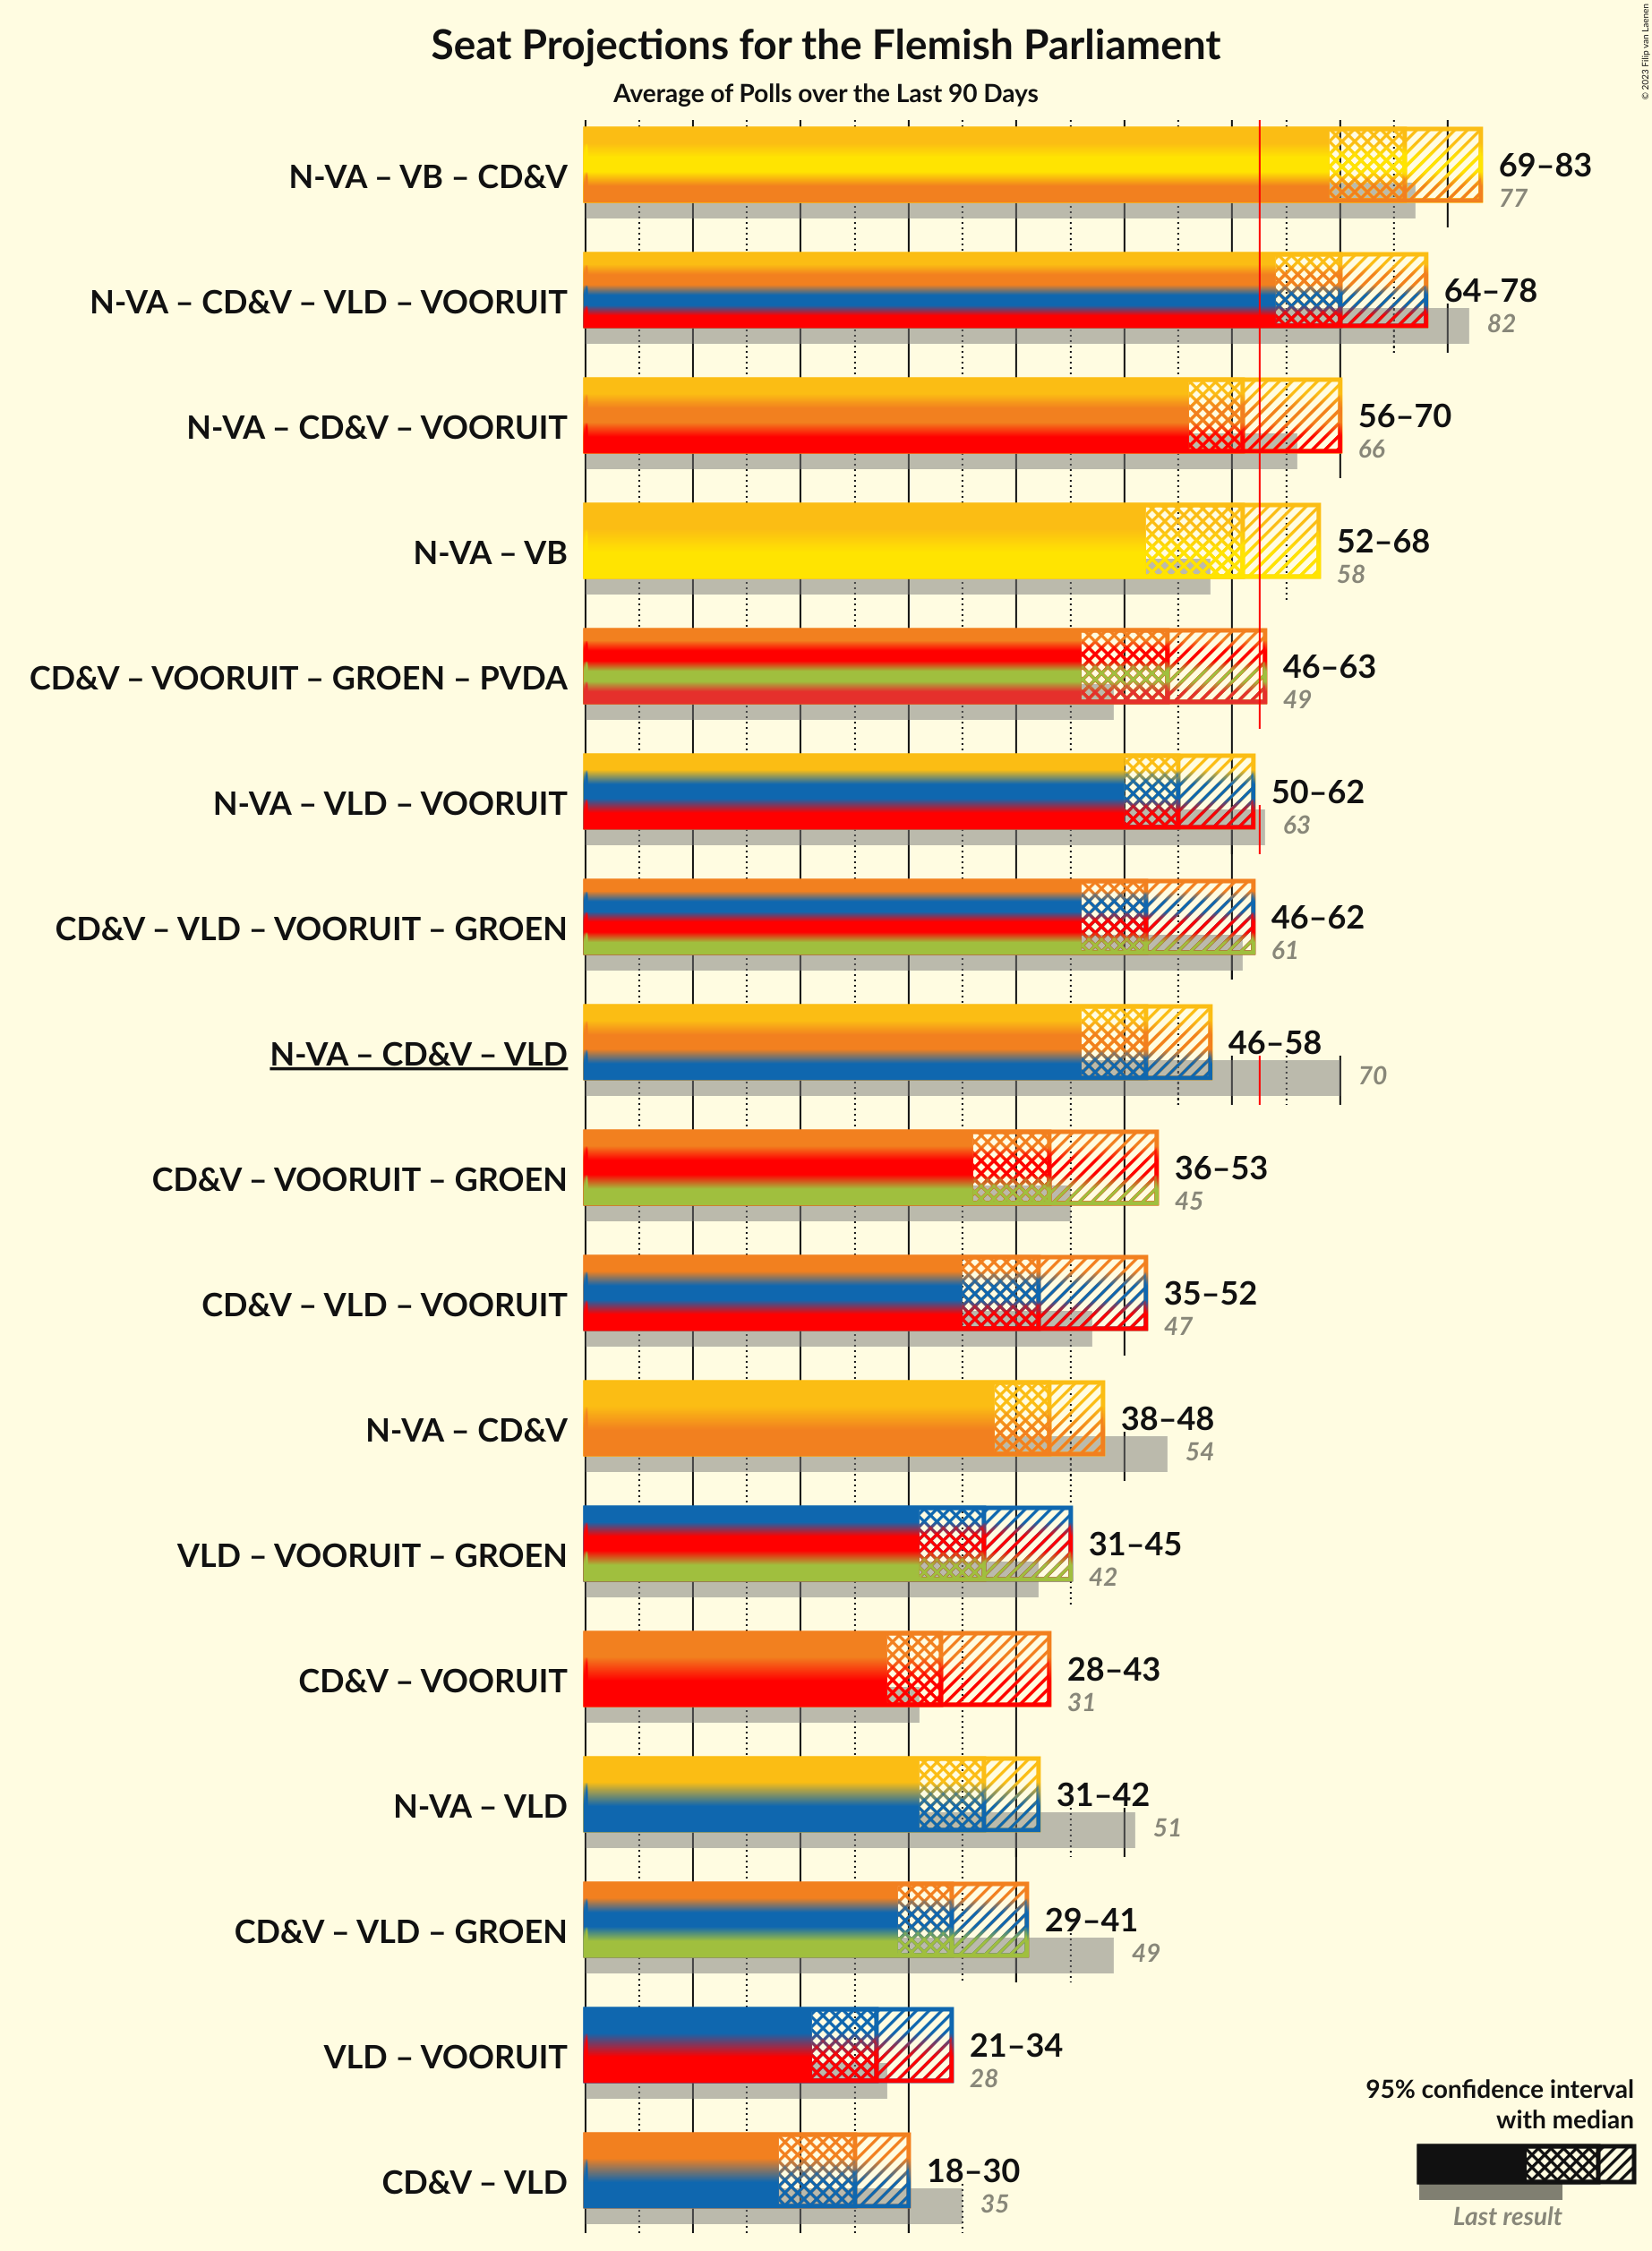 Seat Projections for the Flemish Parliament
Average of Polls over the Last 90 Days
© 2023 Filip van Laenen
N-VA – VB – CD&V
69–83
77
N-VA – CD&V – VLD – VOORUIT
64–78
82
N-VA – CD&V – VOORUIT
56–70
66
N-VA – VB
52–68
58
CD&V – VOORUIT – GROEN – PVDA
46–63
49
N-VA – VLD – VOORUIT
50–62
63
CD&V – VLD – VOORUIT – GROEN
46–62
61
N-VA – CD&V – VLD
46–58
70
CD&V – VOORUIT – GROEN
36–53
45
CD&V – VLD – VOORUIT
35–52
47
N-VA – CD&V
38–48
54
VLD – VOORUIT – GROEN
31–45
42
CD&V – VOORUIT
28–43
31
N-VA – VLD
31–42
51
CD&V – VLD – GROEN
29–41
49
VLD – VOORUIT
21–34
28
CD&V – VLD
18–30
35
95% confidence interval
with median
Last result